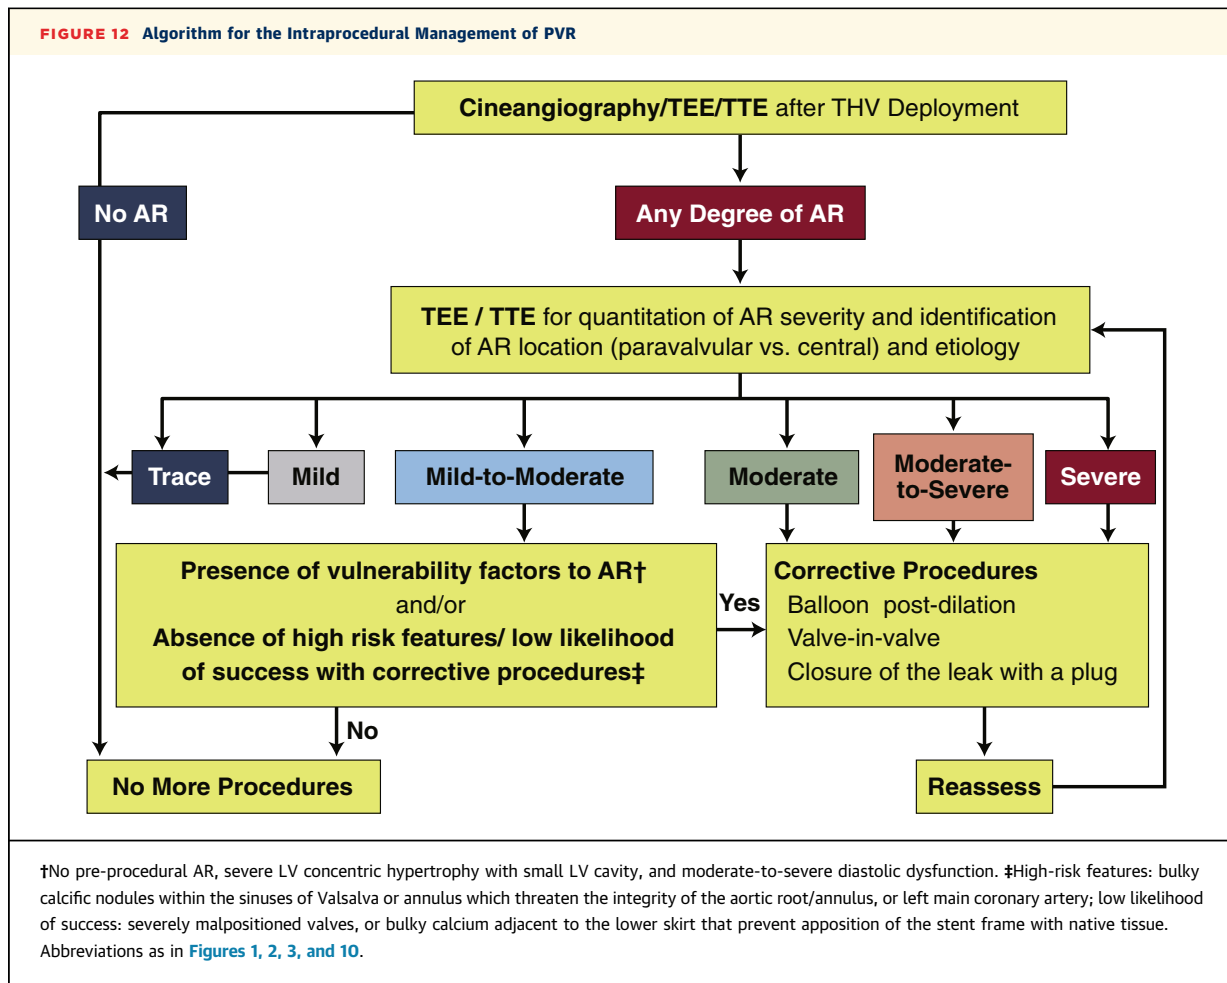 FIGURE 12 Algorithm for the Intraprocedural Management of PVR
Cineangiography/TEE/TTE after THV Deployment
No AR
Any Degree of AR
TEE / TTE for quantitation of AR severity and identification
of AR location (paravalvular vs. central) and etiology
Trace
Mild
Mild-to-Moderate
Moderate
Moderate-
to-Severe
Severe
Presence of vulnerability factors to AR†
and/or
Absence of high risk features/ low likelihood
of success with corrective procedures‡
Yes
Corrective Procedures
Balloon post-dilation
Valve-in-valve
Closure of the leak with a plug
No
No More Procedures
Reassess
†No pre-procedural AR, severe LV concentric hypertrophy with small LV cavity, and moderate-to-severe diastolic dysfunction. ‡High-risk features: bulky
calcific nodules within the sinuses of Valsalva or annulus which threaten the integrity of the aortic root/annulus, or left main coronary artery; low likelihood
of success: severely malpositioned valves, or bulky calcium adjacent to the lower skirt that prevent apposition of the stent frame with native tissue.
Abbreviations as in Figures 1, 2, 3, and 10.